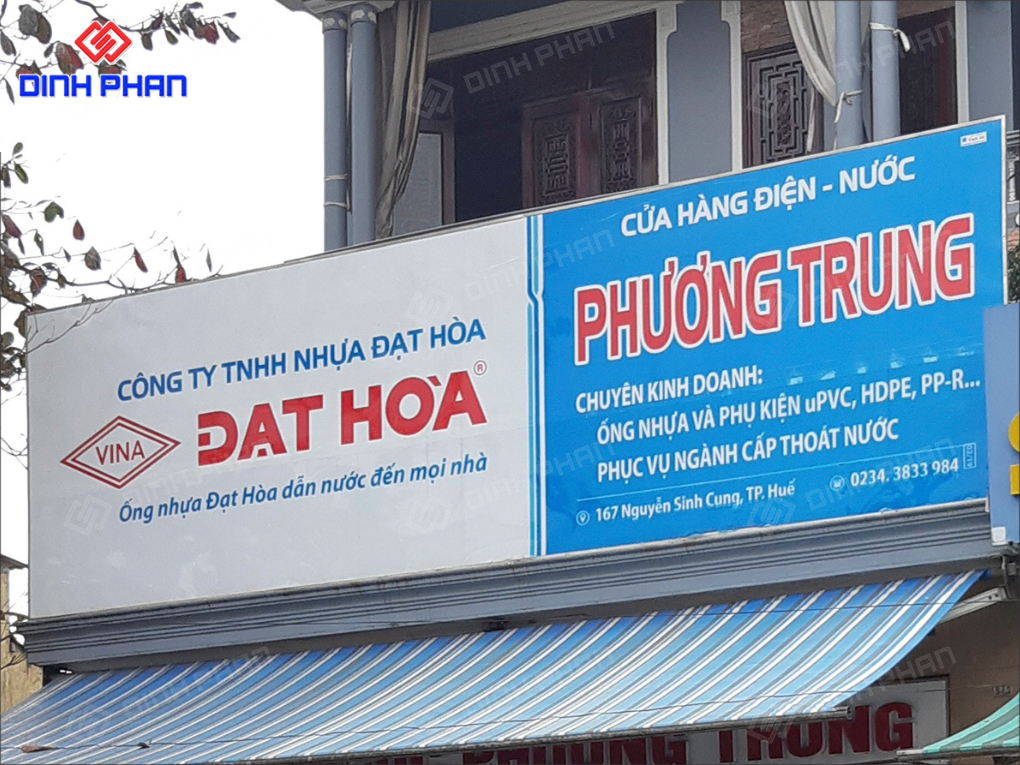 DINH PHAN
CÔNG TY TNHH NHỰA ĐẠT HÒA
VINA
ĐẠT HÒA®
Ống nhựa Đạt Hòa dẫn nước đến mọi nhà
CỬA HÀNG ĐIỆN - NƯỚC
PHƯƠNG TRUNG
CHUYÊN KINH DOANH:
ỐNG NHỰA VÀ PHỤ KIỆN uPVC, HDPE, PP-R...
PHỤC VỤ NGÀNH CẤP THOÁT NƯỚC
167 Nguyễn Sinh Cung, TP. Huế
0234. 3833 984
PHƯƠNG TRUNG